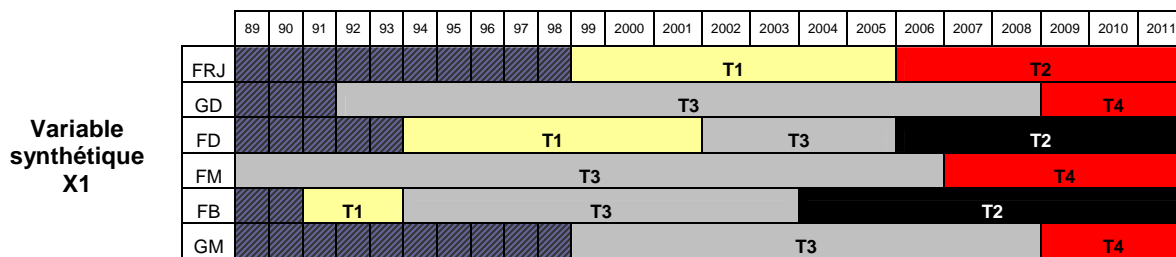 89 90 91 92 93 94 95 96 97 98 99 2000 2001 2002 2003 2004 2005 2006 2007 2008 2009 2010 2011
FRJ T1 T2
GD T3 T4
Variable synthétique X1
FD T1 T3 T2
FM T3 T4
FB T1 T3 T2
GM T3 T4